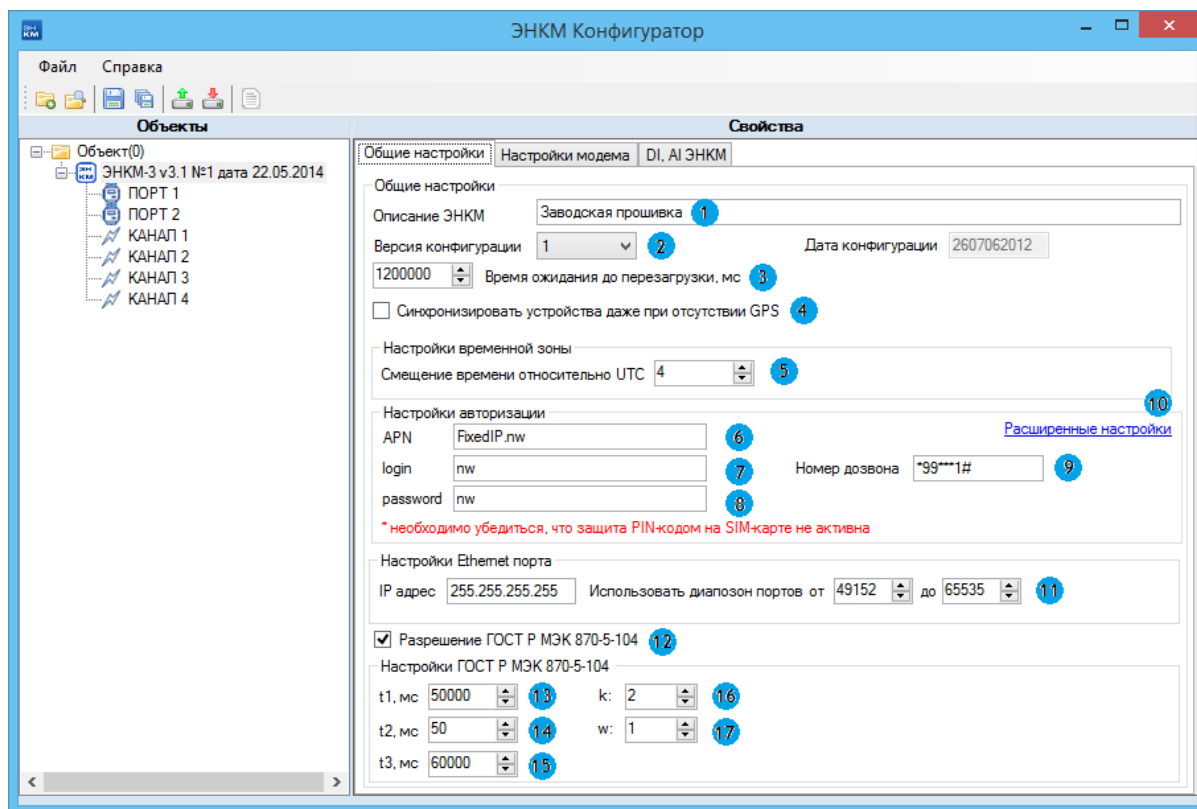 ЭНКМ Конфигуратор
Файл Справка
Объекты
Свойства
Объект(0)
ЭНКМ-3 v3.1 №1 дата 22.05.2014
ПОРТ 1
ПОРТ 2
КАНАЛ 1
КАНАЛ 2
КАНАЛ 3
КАНАЛ 4
Общие настройки Настройки модема DI, AI ЭНКМ
Общие настройки
Описание ЭНКМ Заводская прошивка 1
Версия конфигурации 1 2 Дата конфигурации 2607062012
1200000 Время ожидания до перезагрузки, мс 3
Синхронизировать устройства даже при отсутствии GPS 4
Настройки временной зоны
Смещение времени относительно UTC 4 5
10
Настройки авторизации
Расширенные настройки
APN FixedIP.nw 6
login nw 7 Номер дозвона *99***1# 9
password nw 8
* необходимо убедиться, что защита PIN-кодом на SIM-карте не активна
Настройки Ethernet порта
IP адрес 255.255.255.255 Использовать диапозон портов от 49152 до 65535 11
Разрешение ГОСТ Р МЭК 870-5-104 12
Настройки ГОСТ Р МЭК 870-5-104
t1, мс 50000 13 k: 2 16
t2, мс 50 14 w: 1 17
t3, мс 60000 15